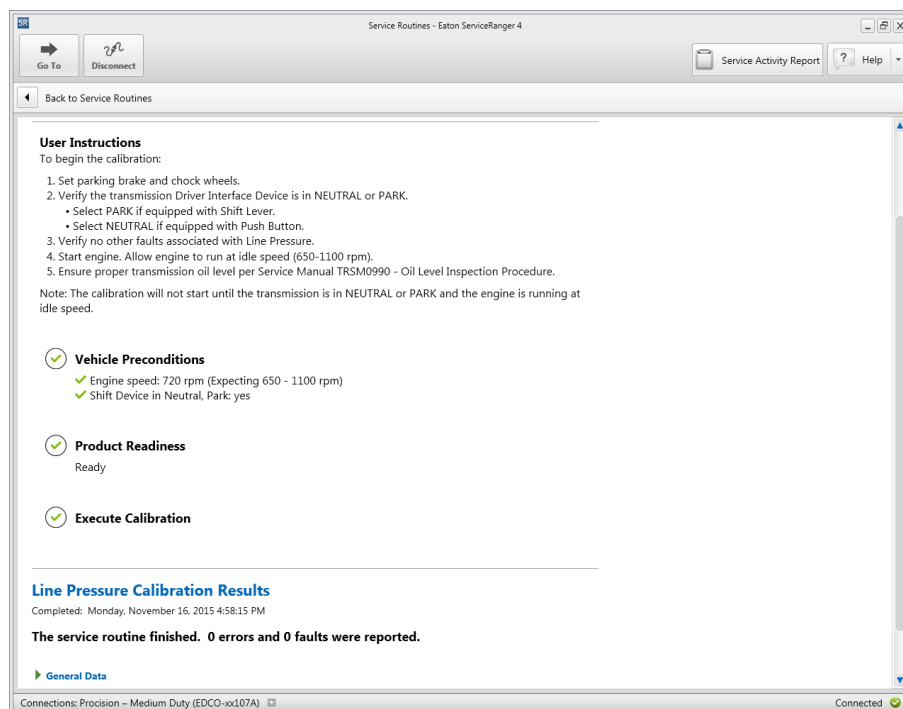 SR
Service Routines - Eaton ServiceRanger 4
Go To
Disconnect
Service Activity Report
? Help
Back to Service Routines
User Instructions
To begin the calibration:
1. Set parking brake and chock wheels.
2. Verify the transmission Driver Interface Device is in NEUTRAL or PARK.
• Select PARK if equipped with Shift Lever.
• Select NEUTRAL if equipped with Push Button.
3. Verify no other faults associated with Line Pressure.
4. Start engine. Allow engine to run at idle speed (650-1100 rpm).
5. Ensure proper transmission oil level per Service Manual TRSM0990 - Oil Level Inspection Procedure.
Note: The calibration will not start until the transmission is in NEUTRAL or PARK and the engine is running at
idle speed.
Vehicle Preconditions
Engine speed: 720 rpm (Expecting 650 - 1100 rpm)
Shift Device in Neutral, Park: yes
Product Readiness
Ready
Execute Calibration
Line Pressure Calibration Results
Completed: Monday, November 16, 2015 4:58:15 PM
The service routine finished. 0 errors and 0 faults were reported.
General Data
Connections: Procision – Medium Duty (EDCO-xx107A)
Connected